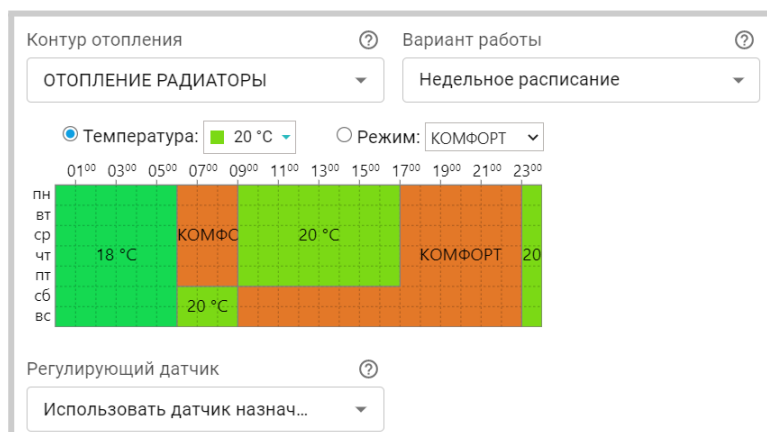 Контур отопления
Вариант работы
ОТОПЛЕНИЕ РАДИАТОРЫ
Недельное расписание
Температура: 20 °C
Режим: КОМФОРТ
01⁰⁰ 03⁰⁰ 05⁰⁰ 07⁰⁰ 09⁰⁰ 11⁰⁰ 13⁰⁰ 15⁰⁰ 17⁰⁰ 19⁰⁰ 21⁰⁰ 23⁰⁰
пн
вт
ср КОМФС 20 °C
чт 18 °C КОМФОРТ 20
пт
сб
20 °C
вс
Регулирующий датчик
Использовать датчик назнач...